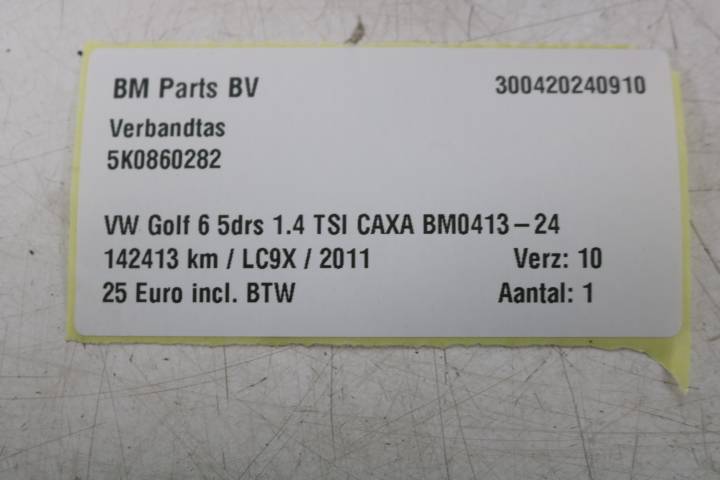 BM Parts BV 300420240910
Verbandtas
5K0860282
VW Golf 6 5drs 1.4 TSI CAXA BM0413-24
142413 km / LC9X / 2011 Verz: 10
25 Euro incl. BTW Aantal: 1